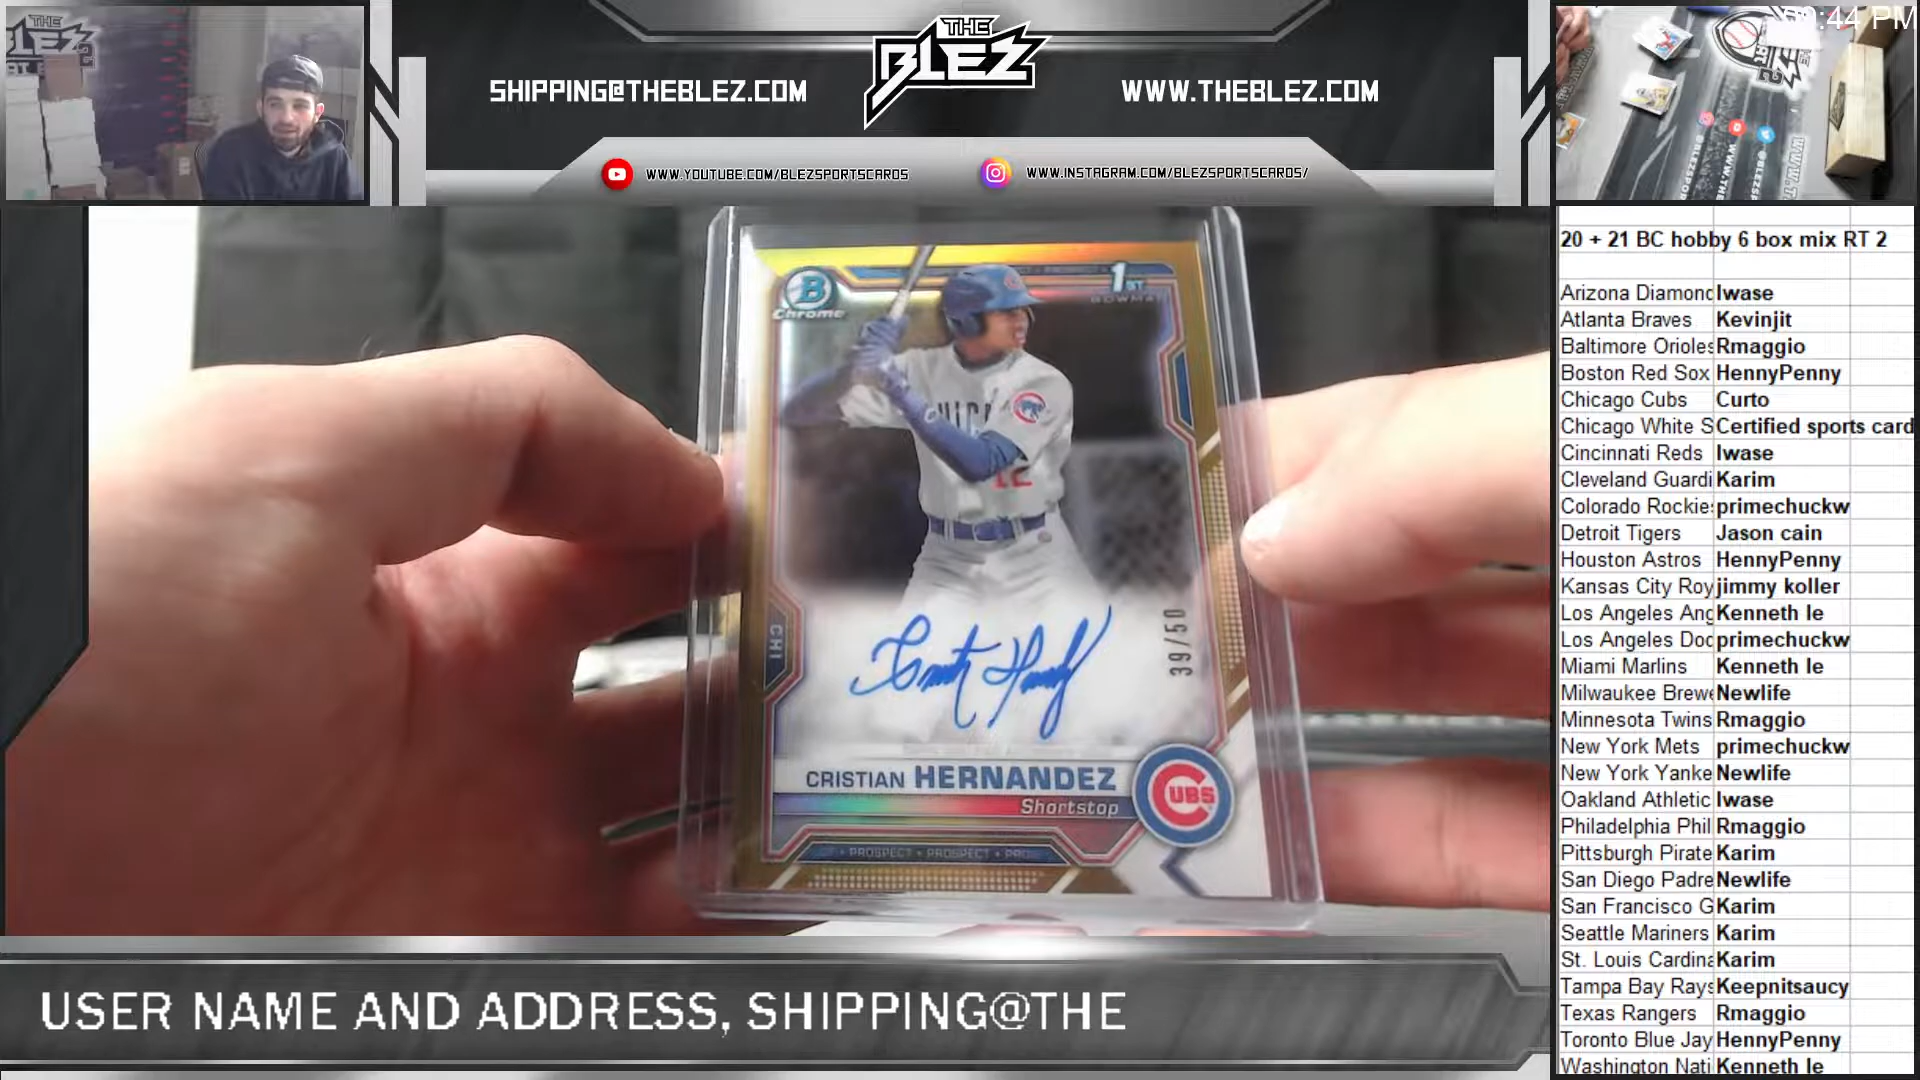 THE
BLEZ
SHIPPING@THEBLEZ.COM
WWW.THEBLEZ.COM
WWW.YOUTUBE.COM/BLEZSPORTSCARDS
WWW.INSTAGRAM.COM/BLEZSPORTSCARDS/
:44 PM
20 + 21 BC hobby 6 box mix RT 2
Arizona Diamond Iwase
Atlanta Braves Kevinjit
Baltimore Orioles Rmaggio
Boston Red Sox HennyPenny
Chicago Cubs Curto
Chicago White S Certified sports card
Cincinnati Reds Iwase
Cleveland Guardi Karim
Colorado Rockies primechuckw
Detroit Tigers Jason cain
Houston Astros HennyPenny
Kansas City Roy jimmy koller
Los Angeles Ang Kenneth le
Los Angeles Dod primechuckw
Miami Marlins Kenneth le
Milwaukee Brewe Newlife
Minnesota Twins Rmaggio
New York Mets primechuckw
New York Yanke Newlife
Oakland Athletic Iwase
Philadelphia Phil Rmaggio
Pittsburgh Pirate Karim
San Diego Padre Newlife
San Francisco G Karim
Seattle Mariners Karim
St. Louis Cardina Karim
Tampa Bay Rays Keepnitsaucy
Texas Rangers Rmaggio
Toronto Blue Jay HennyPenny
Washington Nati Kenneth le
B
Chrome
1ST
BOWMAN
12
CHI
39/50
CRISTIAN HERNANDEZ
Shortstop
CUBS
PROSPECT • PROSPECT • PRO
USER NAME AND ADDRESS, SHIPPING@THE